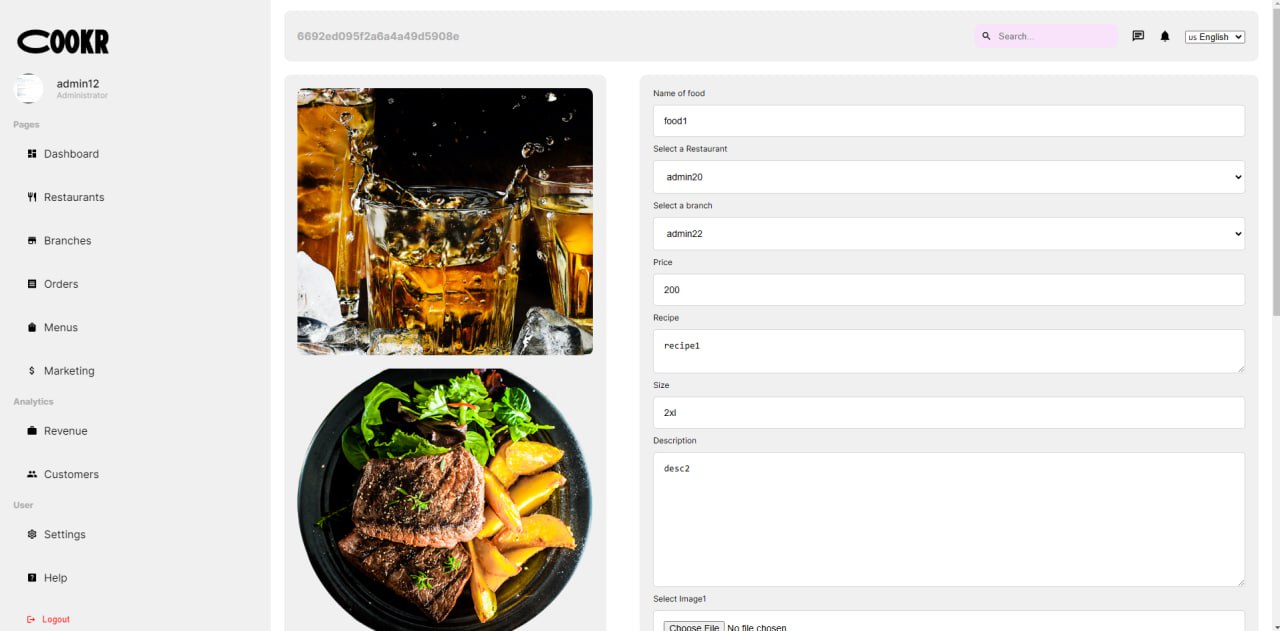 COOKR
admin12
Administrator
Pages
Dashboard
Restaurants
Branches
Orders
Menus
Marketing
Analytics
Revenue
Customers
User
Settings
Help
Logout
6692ed095f2a6a4a49d5908e
Search...
us English
Name of food
food1
Select a Restaurant
admin20
Select a branch
admin22
Price
200
Recipe
recipe1
Size
2xl
Description
desc2
Select Image1
Choose File No file chosen